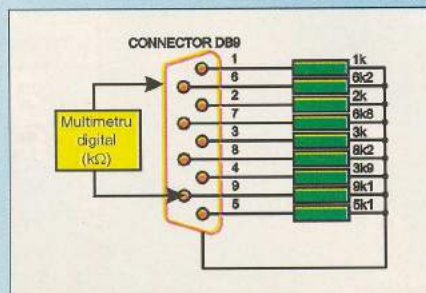 CONNECTOR DB9
1 1k
6 6k2
2 2k
7 6k8
3 3k
8 8k2
4 3k9
9 9k1
5 5k1
Multimetru
digital
(kΩ)